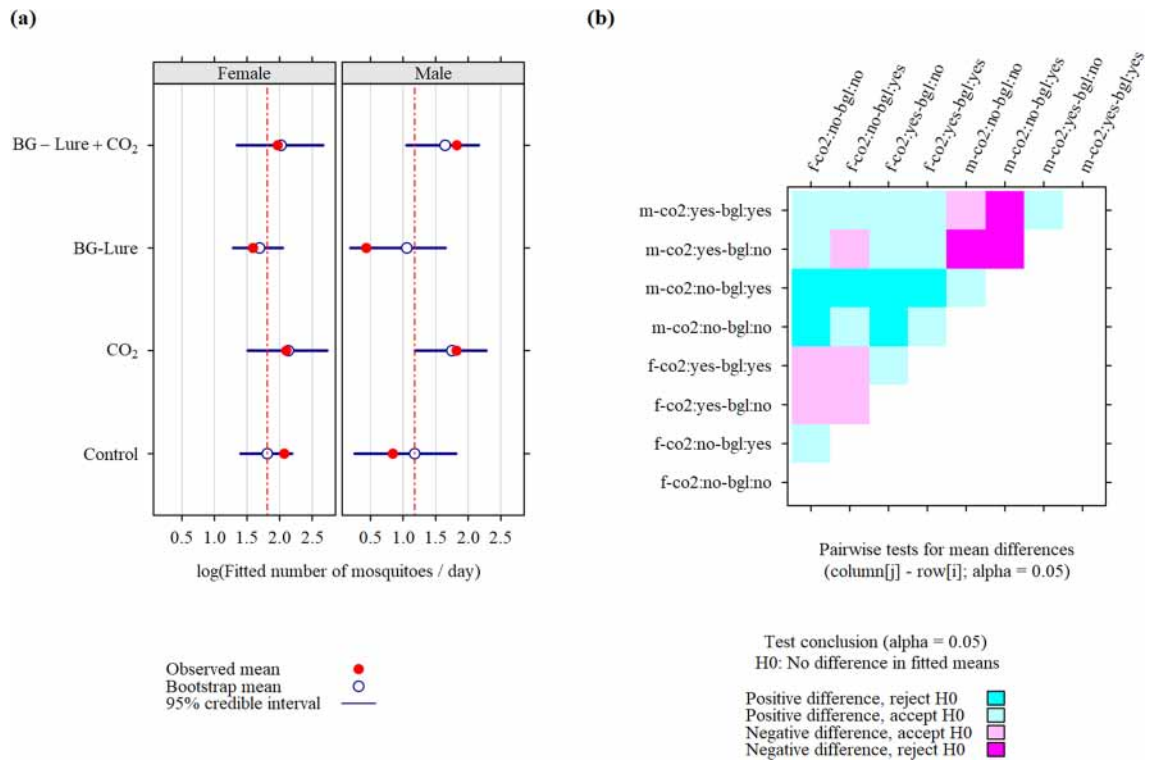 (a)
Female
Male
BG – Lure + CO₂
BG-Lure
CO₂
Control
0.5 1.0 1.5 2.0 2.5
0.5 1.0 1.5 2.0 2.5
log(Fitted number of mosquitoes / day)
Observed mean
Bootstrap mean
95% credible interval
(b)
f-co2:no-bgl:no
f-co2:no-bgl:yes
f-co2:yes-bgl:no
f-co2:yes-bgl:yes
m-co2:no-bgl:no
m-co2:no-bgl:yes
m-co2:yes-bgl:no
m-co2:yes-bgl:yes
m-co2:yes-bgl:yes
m-co2:yes-bgl:no
m-co2:no-bgl:yes
m-co2:no-bgl:no
f-co2:yes-bgl:yes
f-co2:yes-bgl:no
f-co2:no-bgl:yes
f-co2:no-bgl:no
Pairwise tests for mean differences
(column[j] - row[i]; alpha = 0.05)
Test conclusion (alpha = 0.05)
H0: No difference in fitted means
Positive difference, reject H0
Positive difference, accept H0
Negative difference, accept H0
Negative difference, reject H0